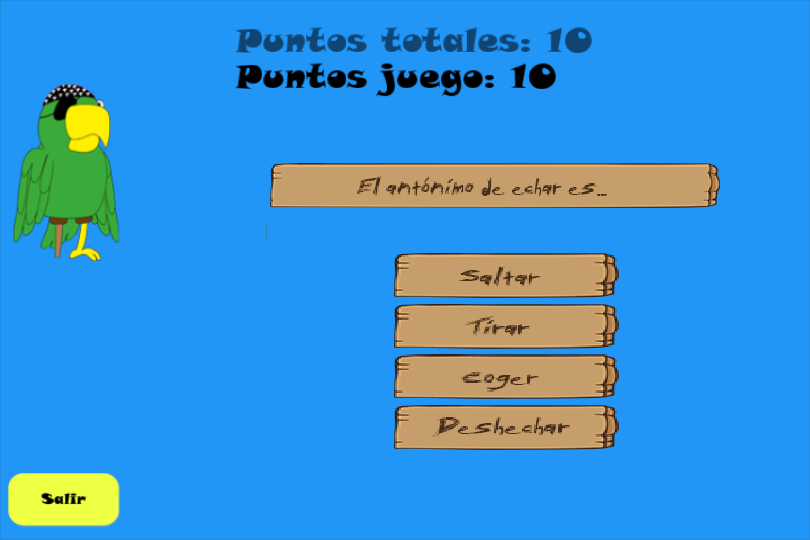 Puntos totales: 10
Puntos juego: 10
El antónimo de echar es...
Saltar
Tirar
Coger
Deshechar
Salir